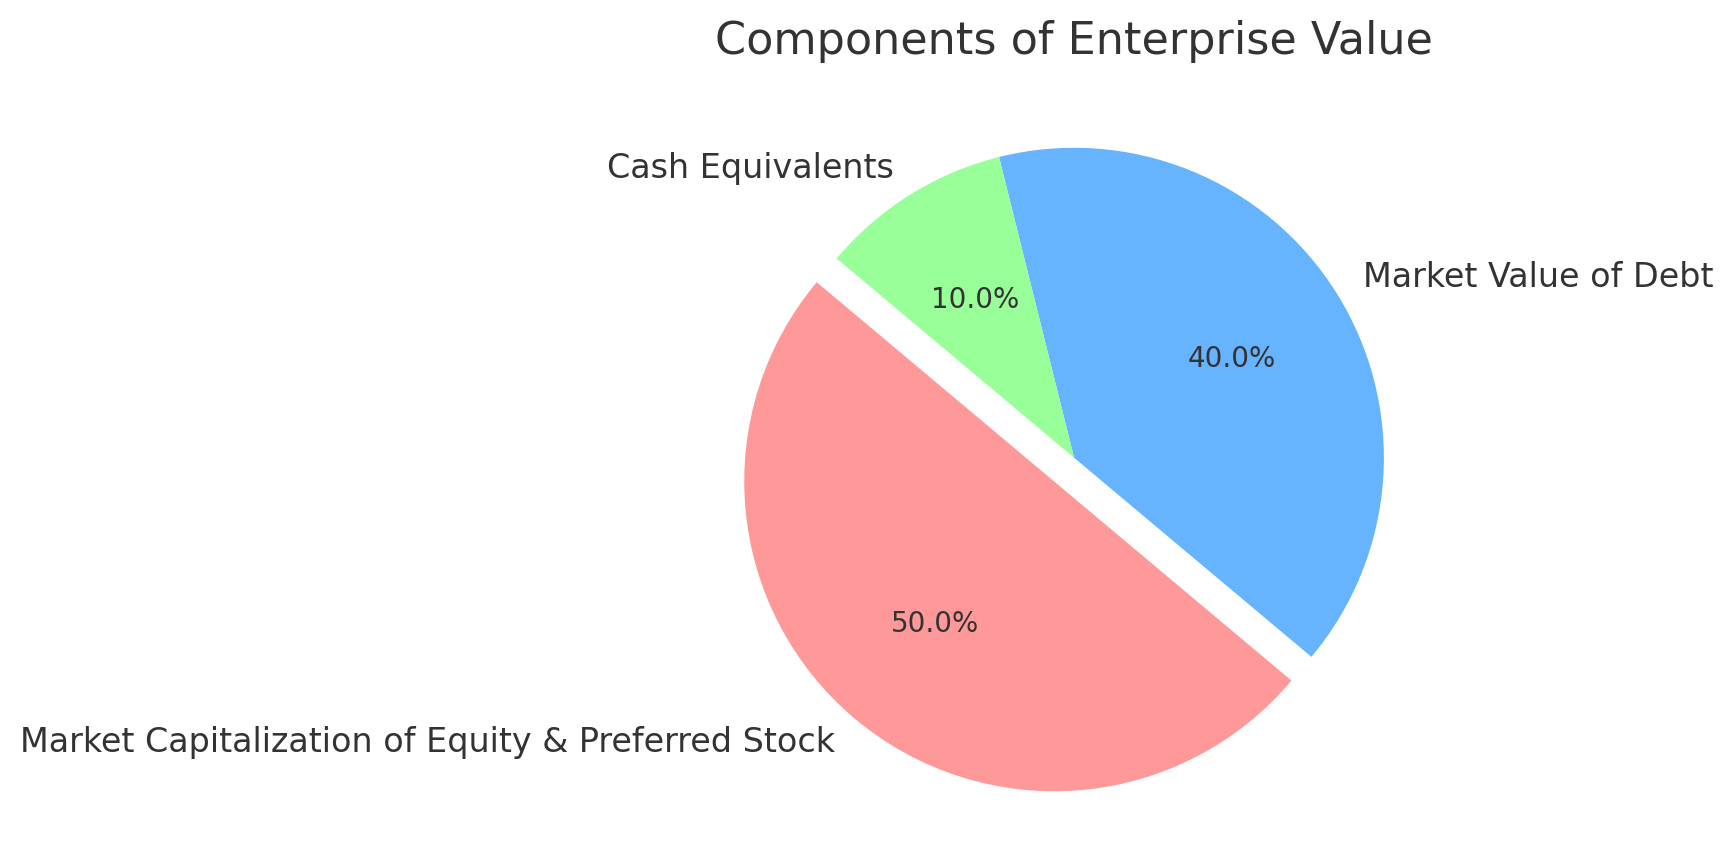 Components of Enterprise Value
Cash Equivalents
Market Value of Debt
10.0%
40.0%
50.0%
Market Capitalization of Equity & Preferred Stock